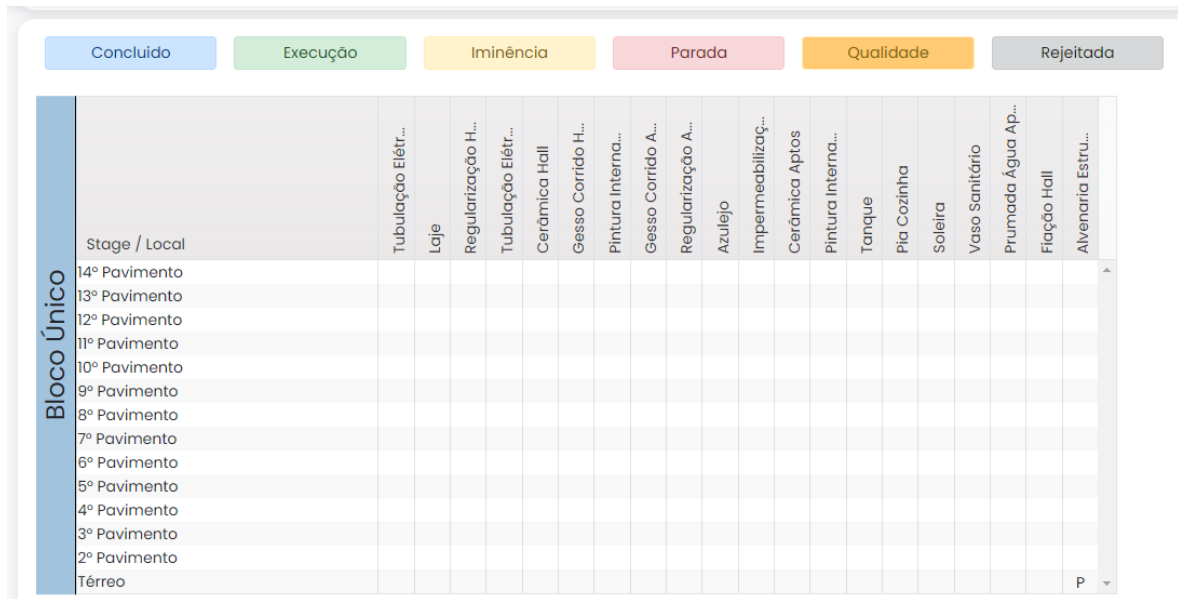 Concluido
Execução
Iminência
Parada
Qualidade
Rejeitada
Bloco Único
Stage / Local
Tubulação Elétr...
Laje
Regularização H...
Tubulação Elétr...
Cerâmica Hall
Gesso Corrido H...
Pintura Interna...
Gesso Corrido A...
Regularização A...
Azulejo
Impermeabilizaç...
Cerâmica Aptos
Pintura Interna...
Tanque
Pia Cozinha
Soleira
Vaso Sanitário
Prumada Água Ap...
Fiação Hall
Alvenaria Estru...
14º Pavimento
13º Pavimento
12º Pavimento
11º Pavimento
10º Pavimento
9º Pavimento
8º Pavimento
7º Pavimento
6º Pavimento
5º Pavimento
4º Pavimento
3º Pavimento
2º Pavimento
Térreo P